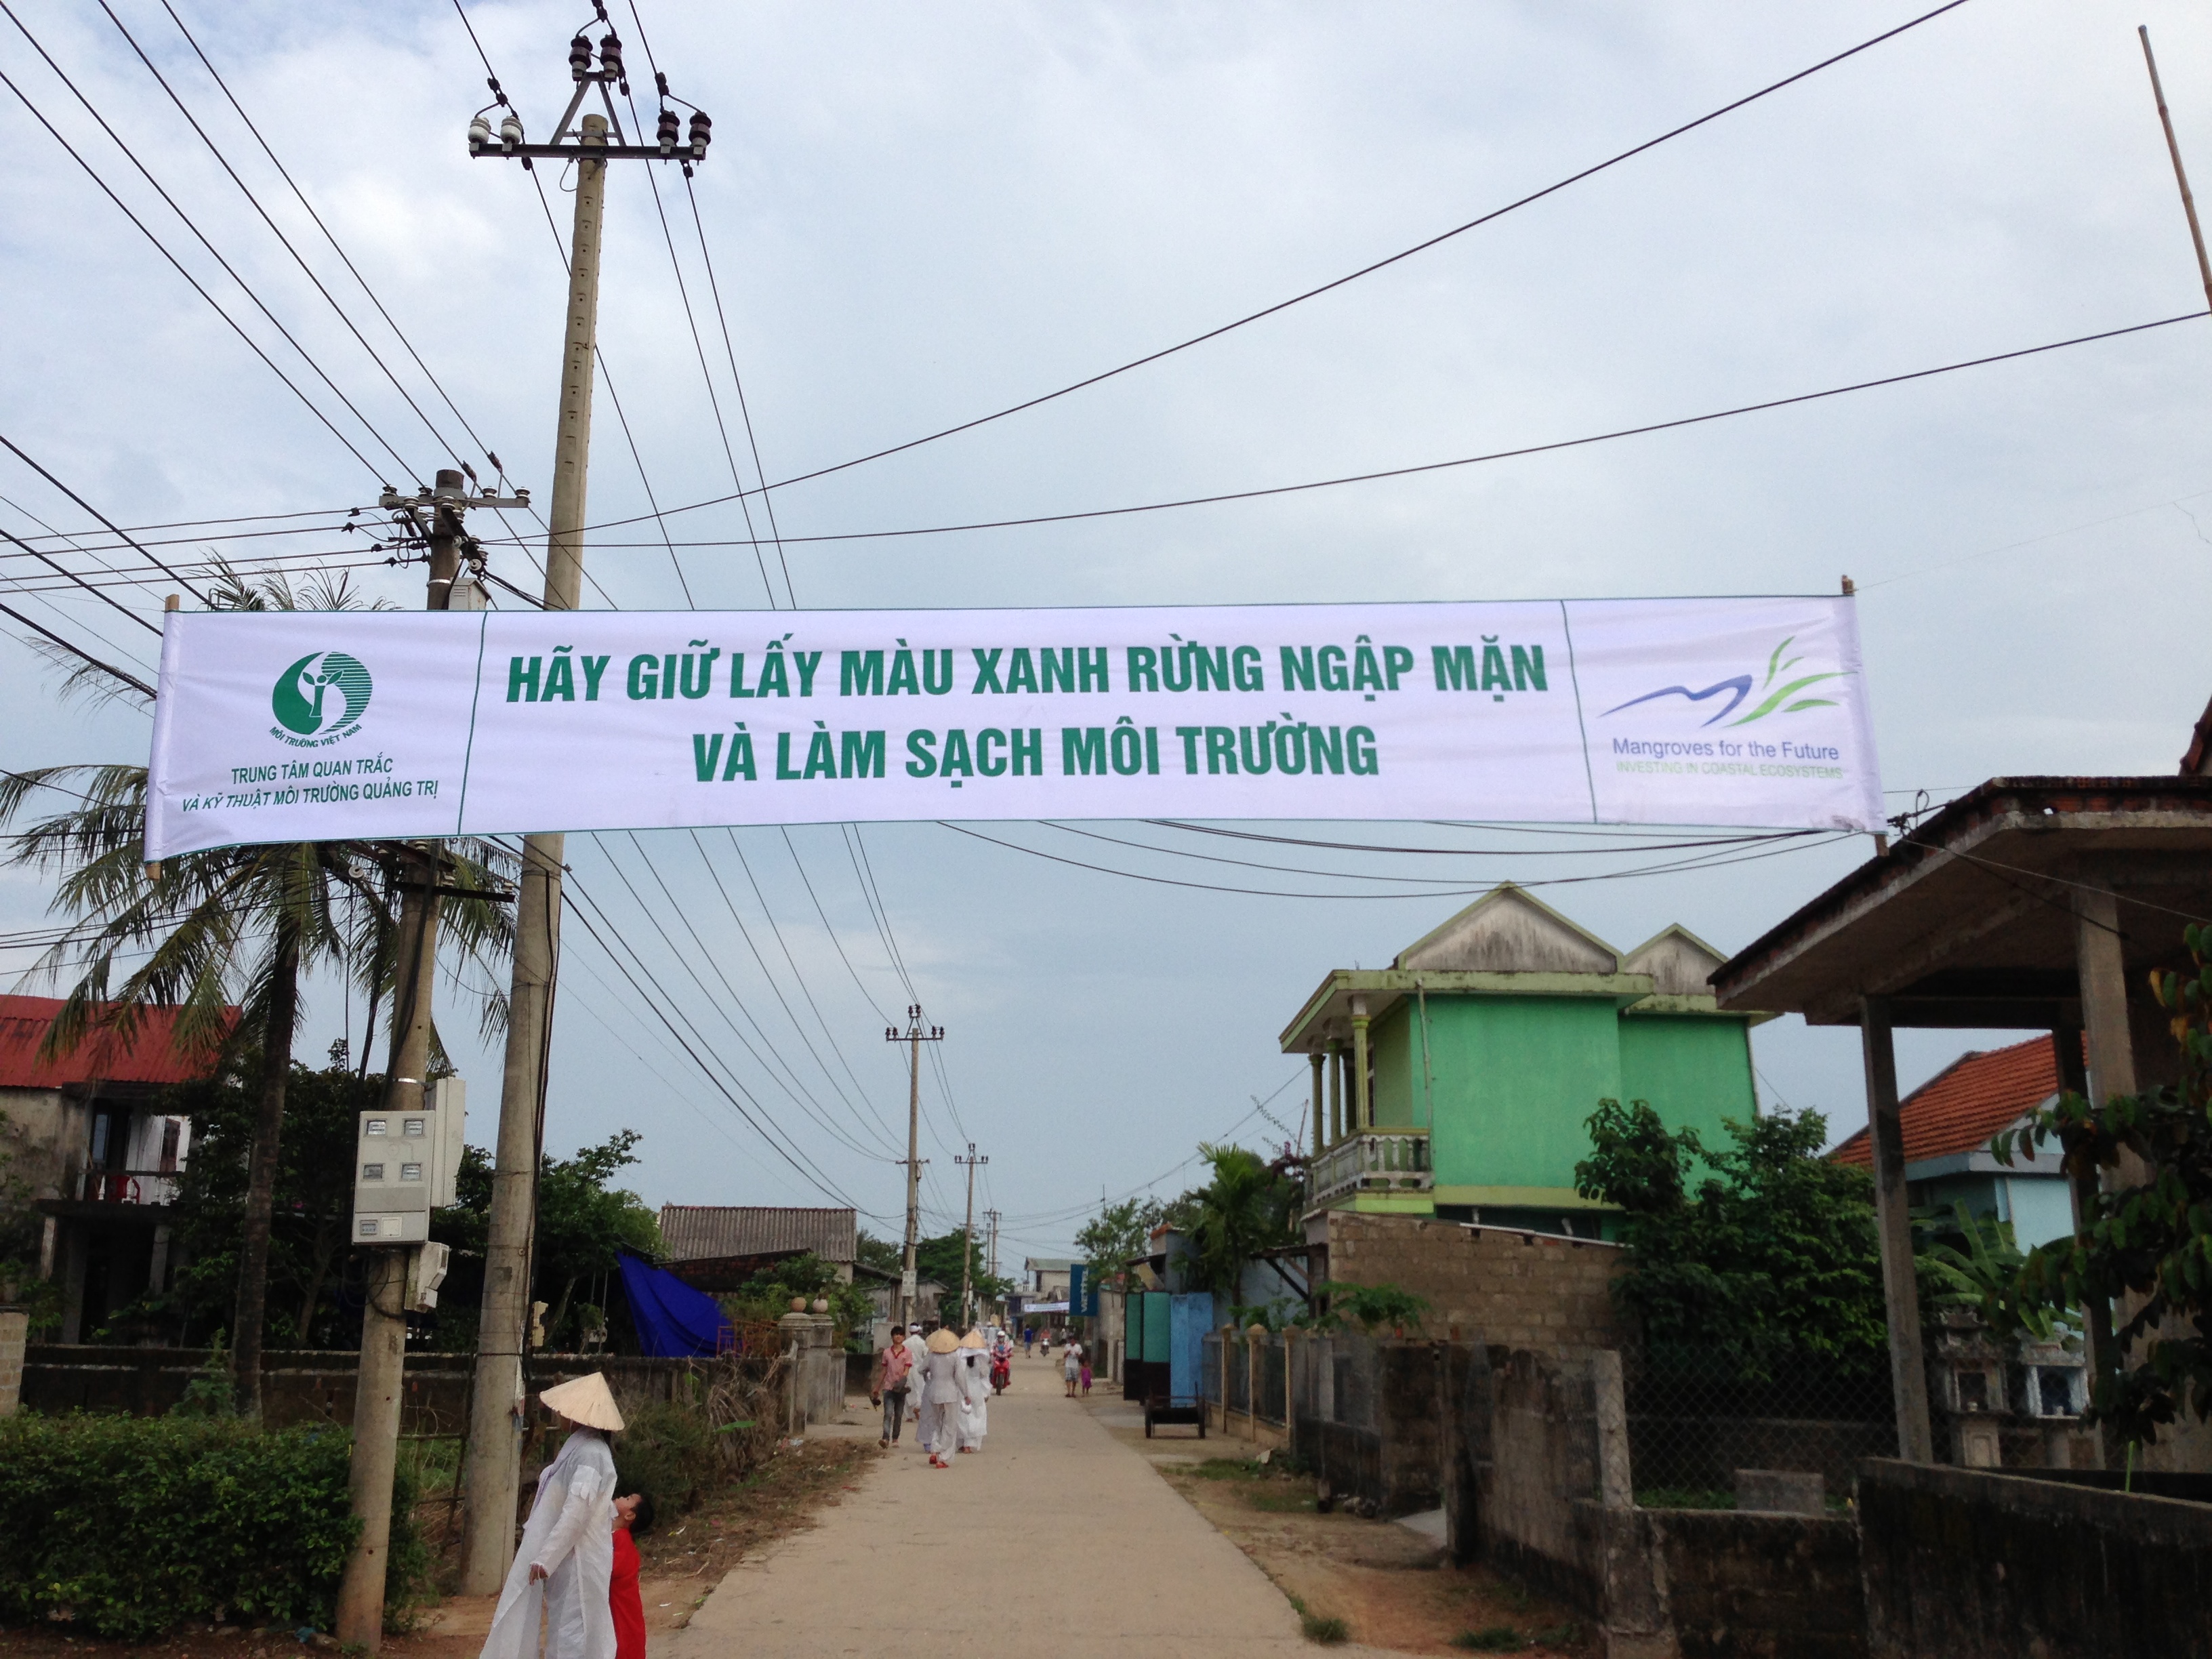 MÔI TRƯỜNG VIỆT NAM
TRUNG TÂM QUAN TRẮC
VÀ KỸ THUẬT MÔI TRƯỜNG QUẢNG TRỊ
HÃY GIỮ LẤY MÀU XANH RỪNG NGẬP MẶN
VÀ LÀM SẠCH MÔI TRƯỜNG
Mangroves for the Future
INVESTING IN COASTAL ECOSYSTEMS